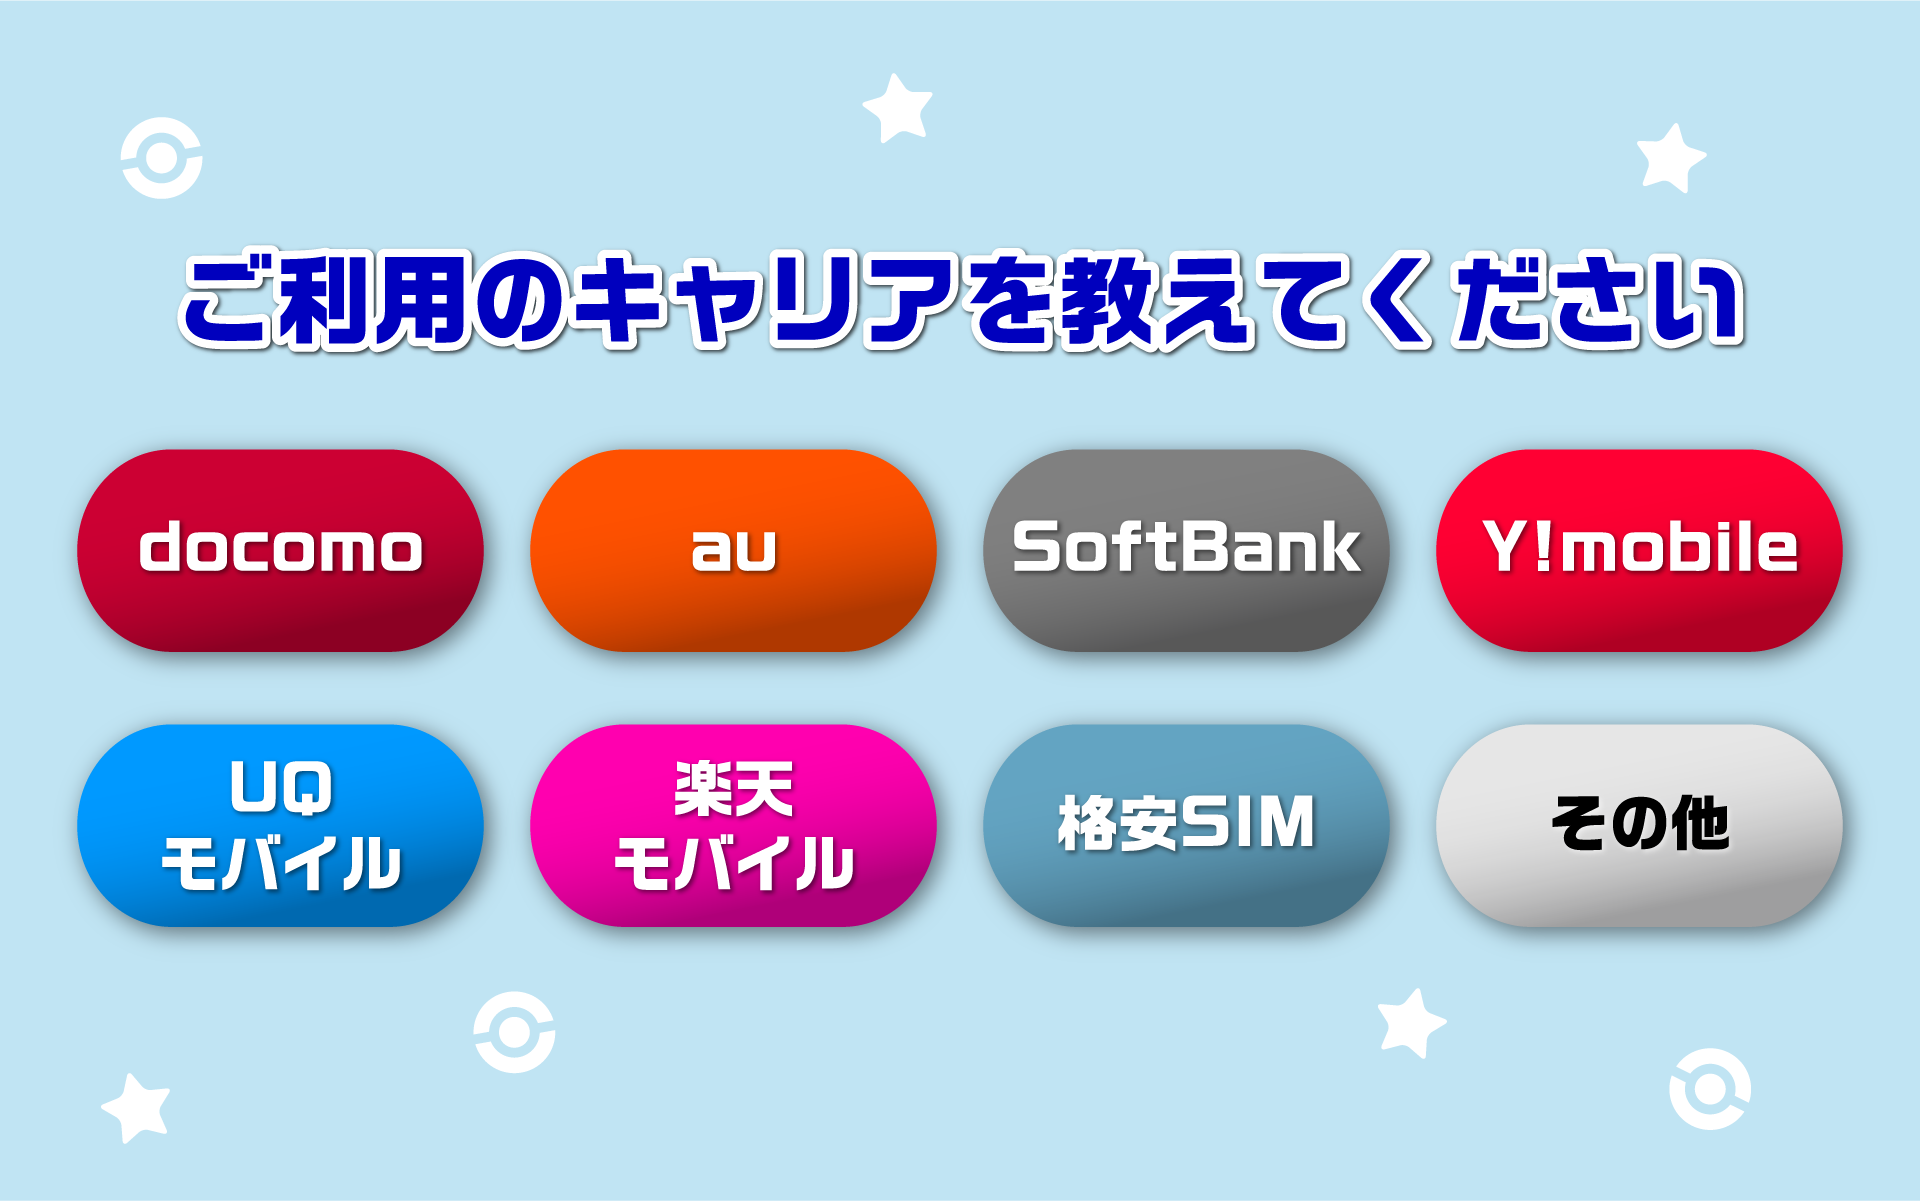 ご利用のキャリアを教えてください
docomo
au
SoftBank
Y!mobile
UQ
モバイル
楽天
モバイル
格安SIM
その他